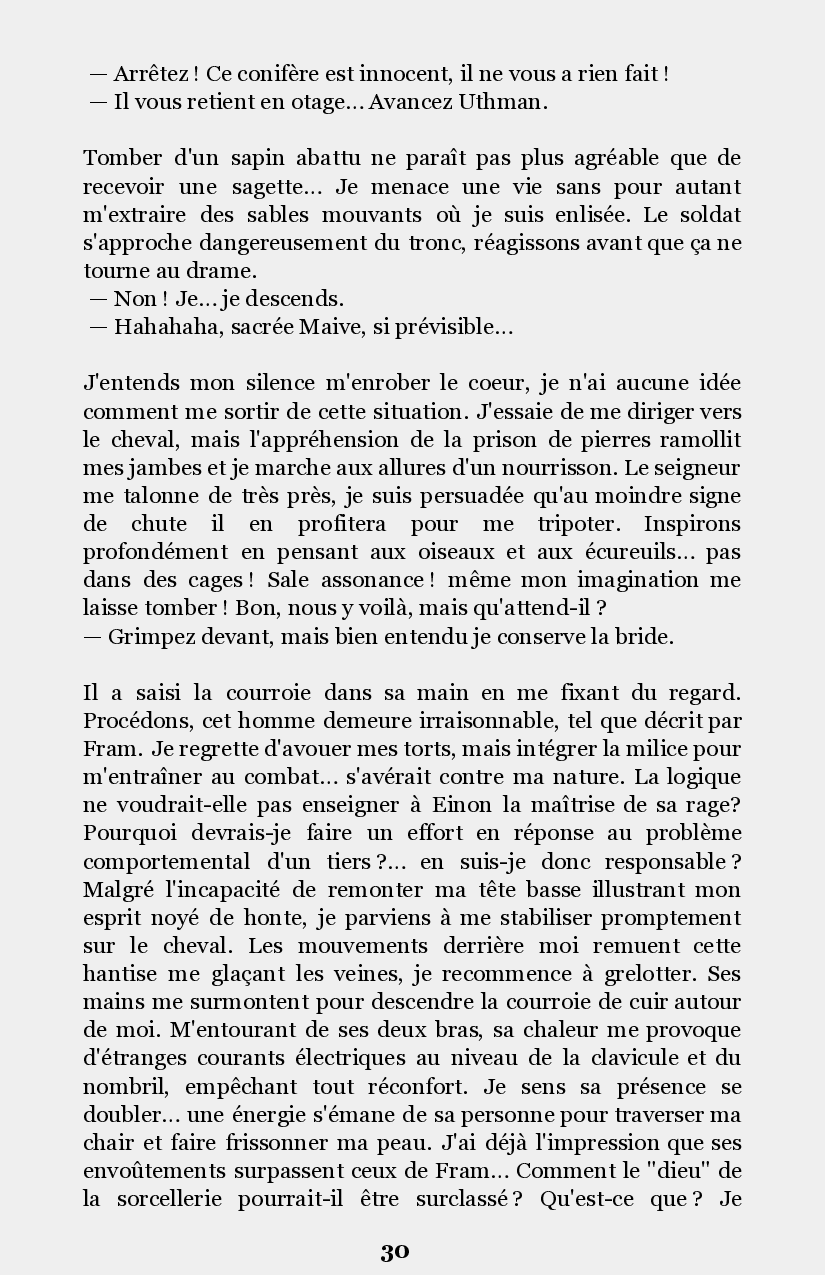 — Arrêtez ! Ce conifère est innocent, il ne vous a rien fait !
— Il vous retient en otage... Avancez Uthman.
Tomber d'un sapin abattu ne paraît pas plus agréable que de
recevoir une sagette... Je menace une vie sans pour autant
m'extraire des sables mouvants où je suis enlisée. Le soldat
s'approche dangereusement du tronc, réagissons avant que ça ne
tourne au drame.
— Non ! Je... je descends.
— Hahahaha, sacrée Maive, si prévisible...
J'entends mon silence m'enrober le coeur, je n'ai aucune idée
comment me sortir de cette situation. J'essaie de me diriger vers
le cheval, mais l'appréhension de la prison de pierres ramollit
mes jambes et je marche aux allures d'un nourrisson. Le seigneur
me talonne de très près, je suis persuadée qu'au moindre signe
de chute il en profitera pour me tripoter. Inspirons
profondément en pensant aux oiseaux et aux écureuils... pas
dans des cages ! Sale assonance ! même mon imagination me
laisse tomber ! Bon, nous y voilà, mais qu'attend-il ?
— Grimpez devant, mais bien entendu je conserve la bride.
Il a saisi la courroie dans sa main en me fixant du regard.
Procédons, cet homme demeure irraisonnable, tel que décrit par
Fram. Je regrette d'avouer mes torts, mais intégrer la milice pour
m'entraîner au combat... s'avérait contre ma nature. La logique
ne voudrait-elle pas enseigner à Einon la maîtrise de sa rage?
Pourquoi devrais-je faire un effort en réponse au problème
comportemental d'un tiers ?... en suis-je donc responsable ?
Malgré l'incapacité de remonter ma tête basse illustrant mon
esprit noyé de honte, je parviens à me stabiliser promptement
sur le cheval. Les mouvements derrière moi remuent cette
hantise me glaçant les veines, je recommence à grelotter. Ses
mains me surmontent pour descendre la courroie de cuir autour
de moi. M'entourant de ses deux bras, sa chaleur me provoque
d'étranges courants électriques au niveau de la clavicule et du
nombril, empêchant tout réconfort. Je sens sa présence se
doubler... une énergie s'émane de sa personne pour traverser ma
chair et faire frissonner ma peau. J'ai déjà l'impression que ses
envoûtements surpassent ceux de Fram... Comment le "dieu" de
la sorcellerie pourrait-il être surclassé ? Qu'est-ce que ? Je
30